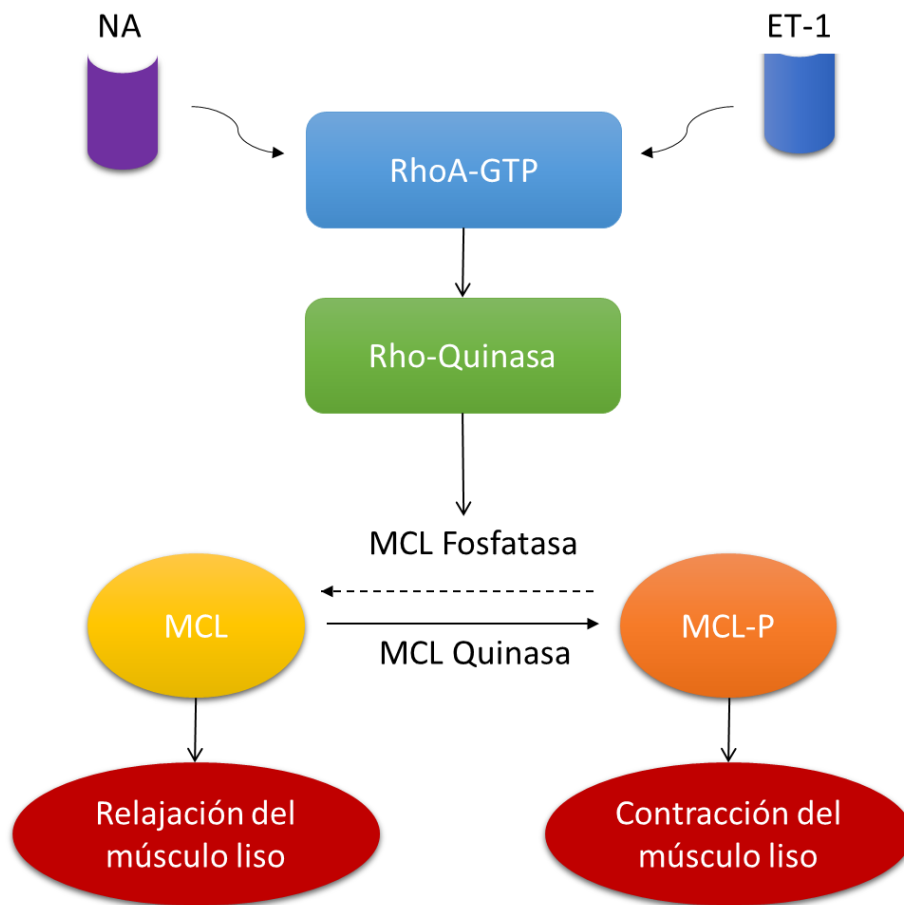 NA
ET-1
RhoA-GTP
Rho-Quinasa
MCL Fosfatasa
MCL
MCL-P
MCL Quinasa
Relajación del
músculo liso
Contracción del
músculo liso